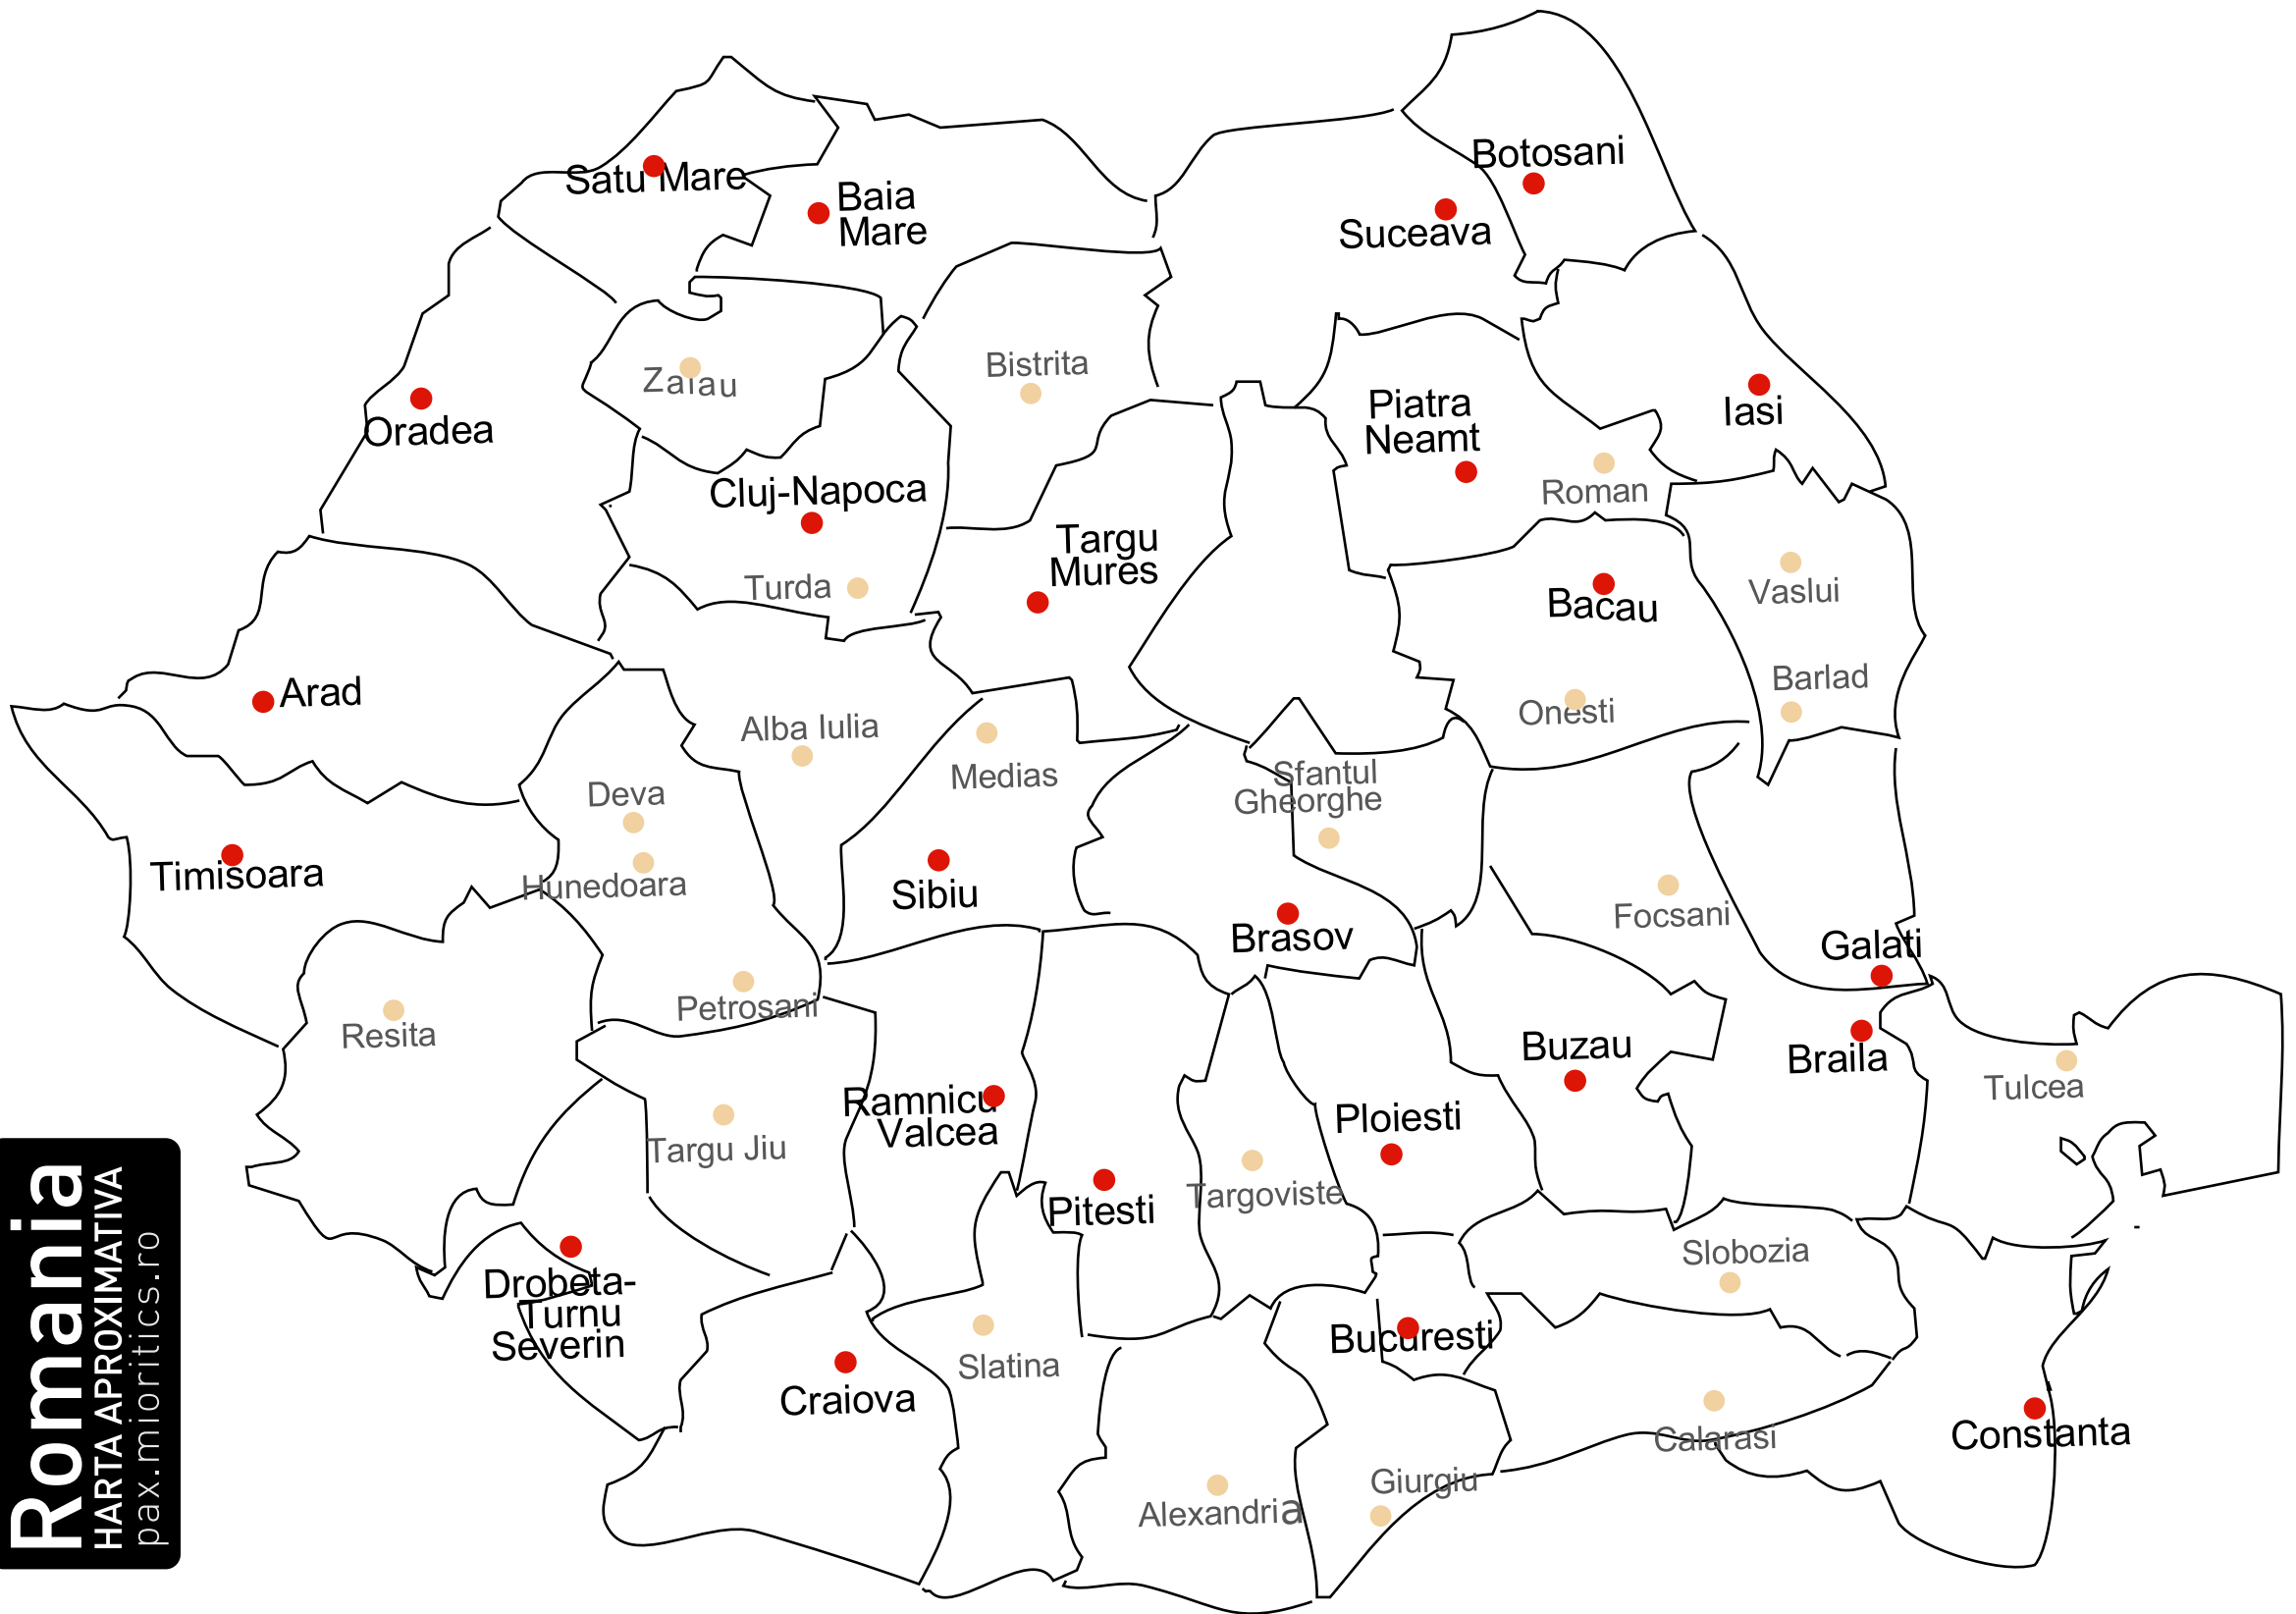 Botosani
Satu Mare
Baia
Mare
Suceava
Bistrita
Zalau
Piatra
Neamt
Iasi
Oradea
Cluj-Napoca
Roman
Targu
Mures
Turda
Vaslui
Bacau
Barlad
Arad
Onesti
Alba Iulia
Medias
Sfantul
Gheorghe
Deva
Timisoara
Hunedoara
Sibiu
Focsani
Brasov
Galati
Petrosani
Resita
Buzau
Braila
Tulcea
Ramnicu
Valcea
Ploiesti
Targu Jiu
Targoviste
Pitesti
Slobozia
Drobeta-
Turnu
Severin
Bucuresti
Slatina
Craiova
Calarasi
Constanta
Giurgiu
Alexandria
Romania
HARTA APROXIMATIVA
pax.mioritics.ro